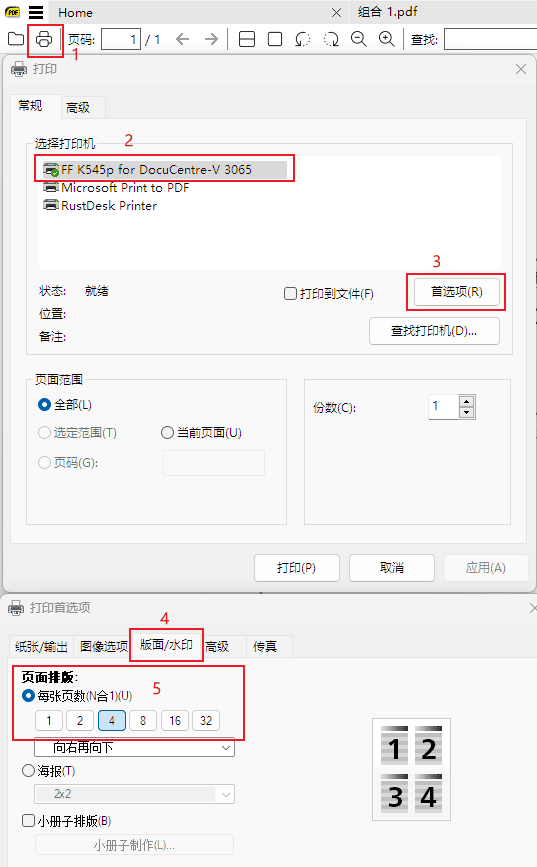 PDF
Home
组合 1.pdf
页码:
1
/ 1
查找:
1
打印
常规
高级
选择打印机
2
FF K545p for DocuCentre-V 3065
Microsoft Print to PDF
RustDesk Printer
3
状态:
就绪
打印到文件(F)
首选项(R)
位置:
备注:
查找打印机(D)...
页面范围
全部(L)
选定范围(T)
当前页面(U)
页码(G):
份数(C):
1
打印(P)
取消
应用(A)
打印首选项
4
纸张/输出
图像选项
版面/水印
高级
传真
页面排版:
5
每张页数(N合1)(U)
1 2 4 8 16 32
向右再向下
海报(T)
2x2
小册子排版(B)
小册子制作(L)...
1 2
3 4